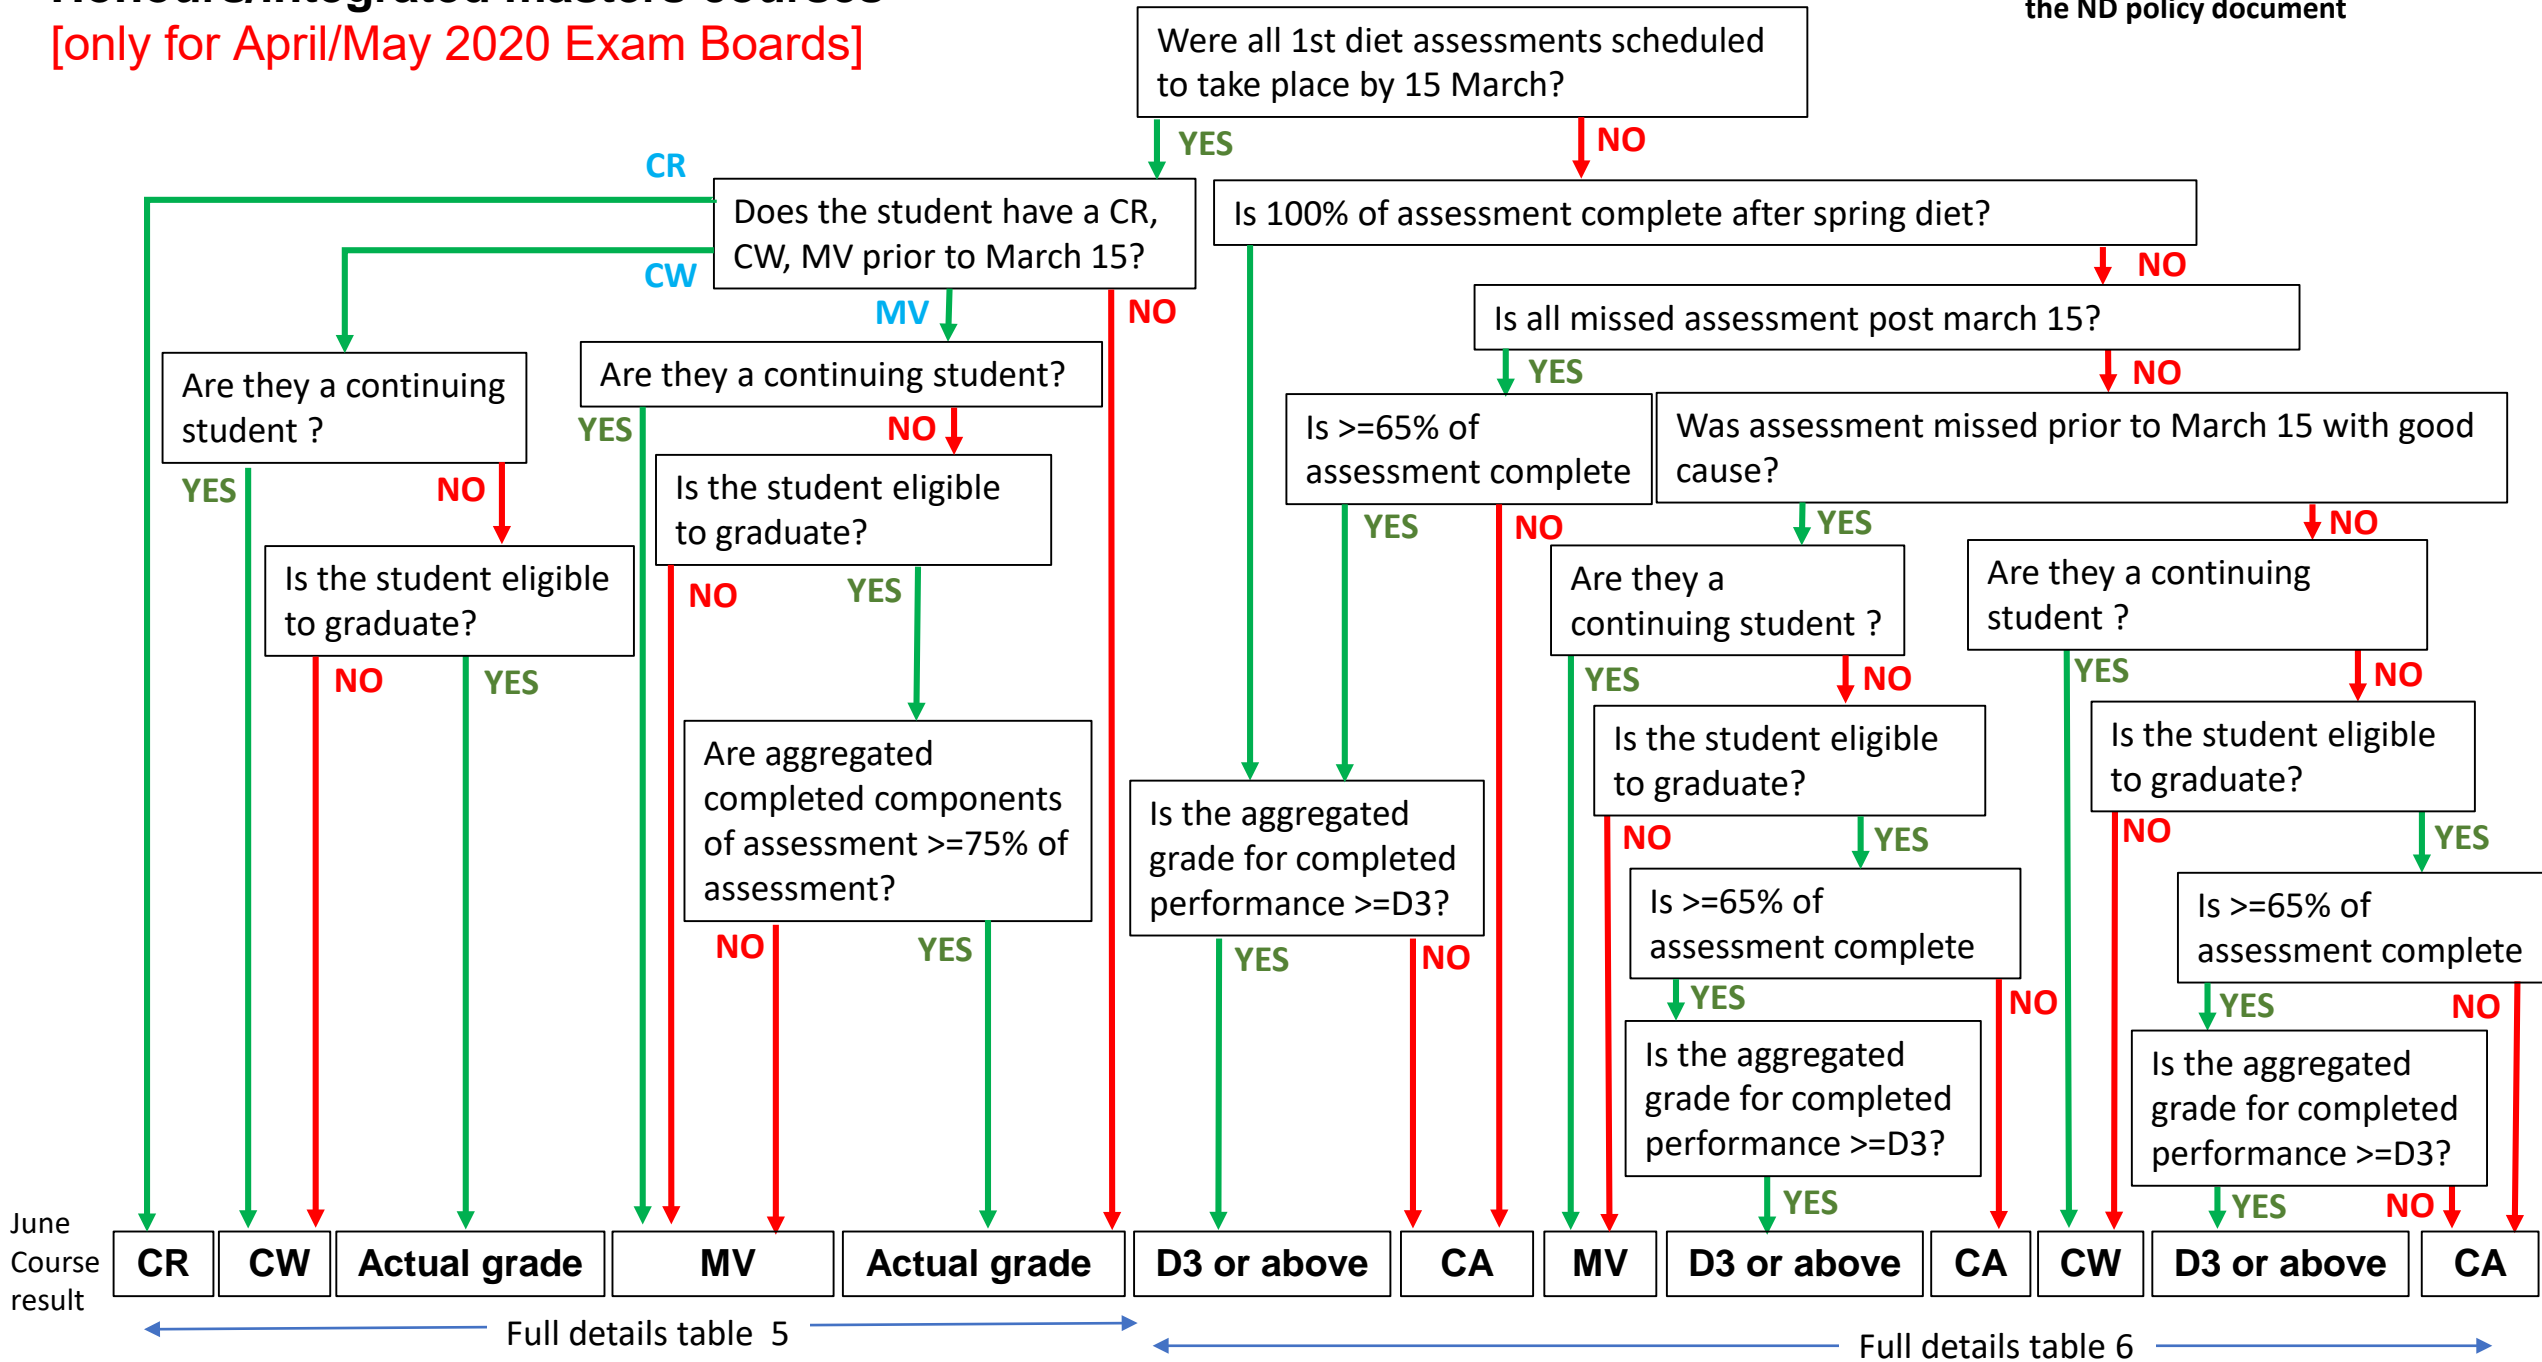 Honours/Integrated masters courses
[only for April/May 2020 Exam Boards]
the ND policy document
Were all 1st diet assessments scheduled
to take place by 15 March?
YES
NO
CR
Does the student have a CR,
CW, MV prior to March 15?
CW
MV
NO
Is 100% of assessment complete after spring diet?
NO
Is all missed assessment post march 15?
YES
NO
Are they a continuing
student ?
YES
NO
Are they a continuing student?
YES
NO
Is >=65% of
assessment complete
YES
NO
Was assessment missed prior to March 15 with good
cause?
YES
NO
Is the student eligible
to graduate?
NO
YES
Is the student eligible
to graduate?
NO
YES
Are they a
continuing student ?
YES
NO
Are they a continuing
student ?
YES
NO
Are aggregated
completed components
of assessment >=75% of
assessment?
NO
YES
Is the aggregated
grade for completed
performance >=D3?
YES
NO
Is the student eligible
to graduate?
NO
YES
Is the student eligible
to graduate?
NO
YES
Is >=65% of
assessment complete
YES
NO
Is >=65% of
assessment complete
YES
NO
Is the aggregated
grade for completed
performance >=D3?
YES
Is the aggregated
grade for completed
performance >=D3?
YES
NO
June
Course
result
CR
CW
Actual grade
MV
Actual grade
D3 or above
CA
MV
D3 or above
CA
CW
D3 or above
CA
Full details table 5
Full details table 6